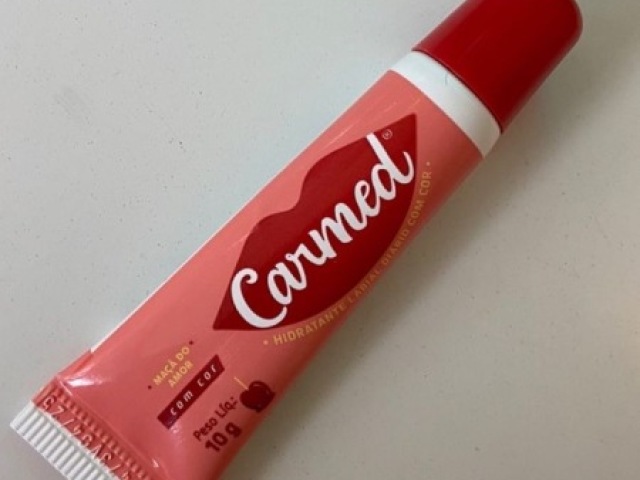 Carmed®
• HIDRATANTE LABIAL DIÁRIO COM COR •
• MAÇÃ DO
AMOR •
com cor
Peso Líq.:
10 g